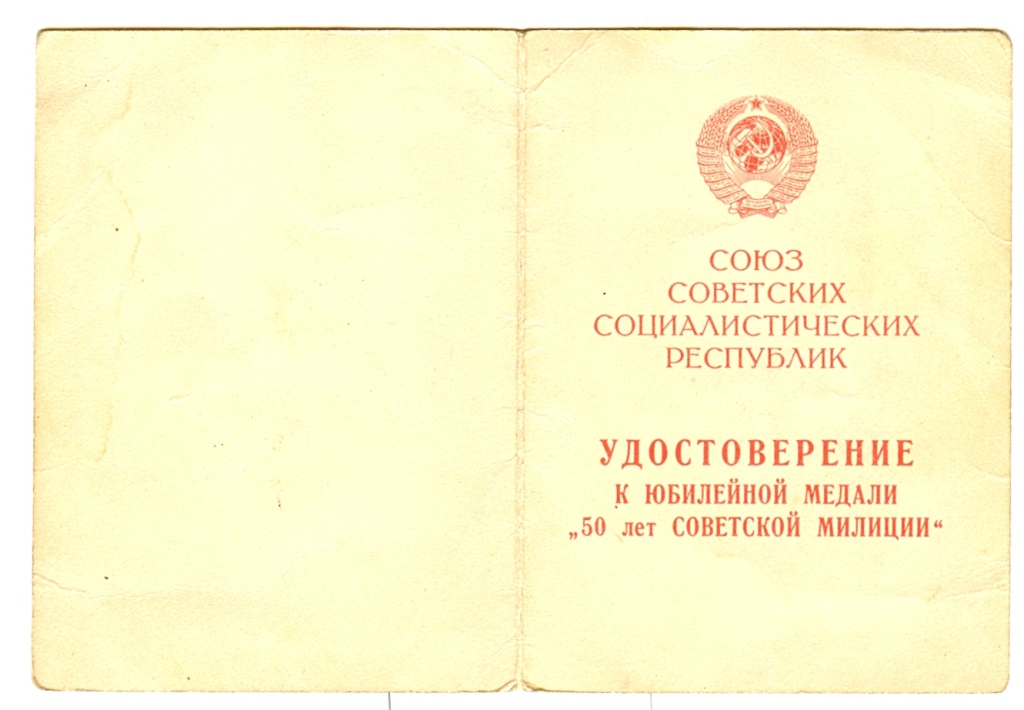 СОЮЗ
СОВЕТСКИХ
СОЦИАЛИСТИЧЕСКИХ
РЕСПУБЛИК
УДОСТОВЕРЕНИЕ
К ЮБИЛЕЙНОЙ МЕДАЛИ
„50 лет СОВЕТСКОЙ МИЛИЦИИ“